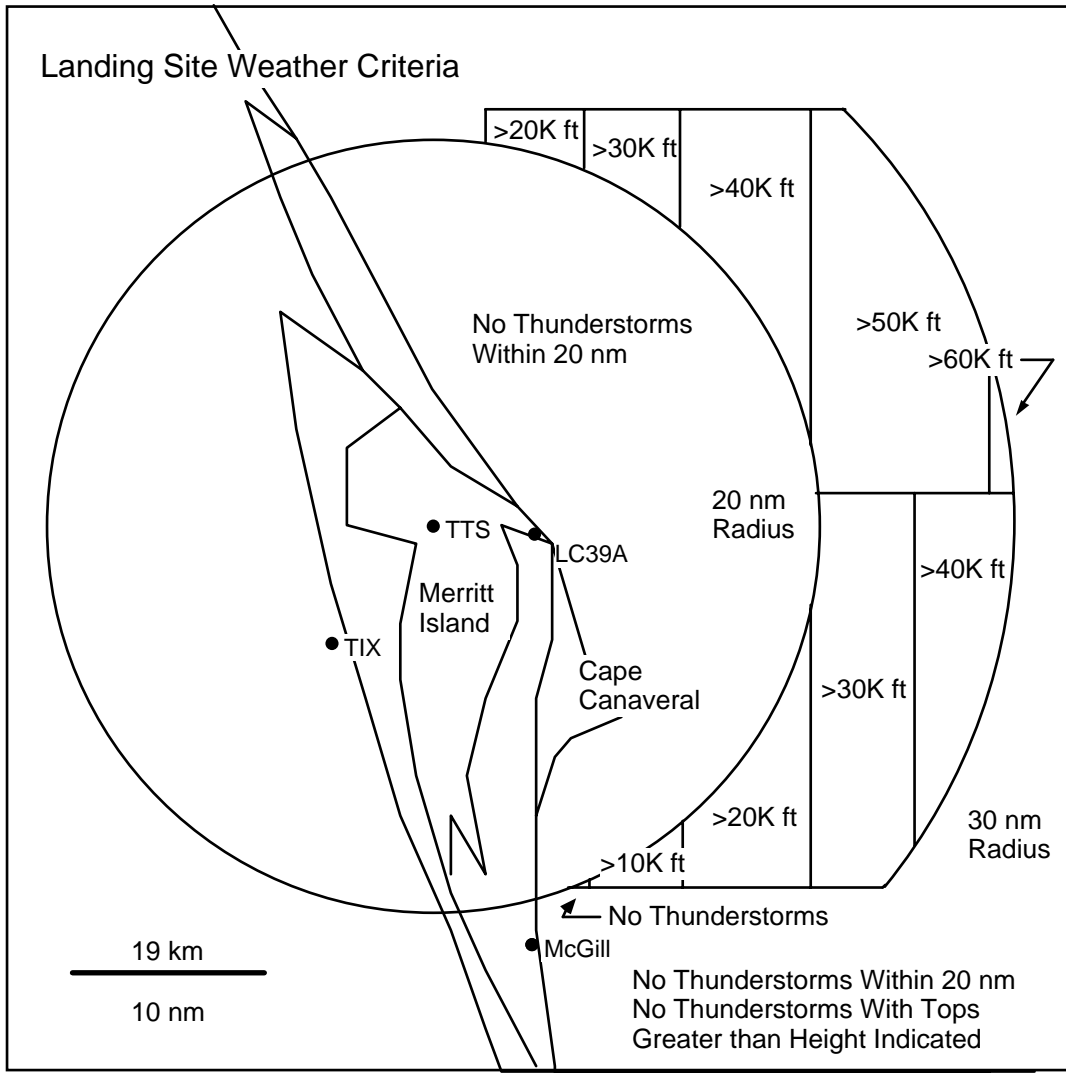 Landing Site Weather Criteria
>20K ft
>30K ft
>40K ft
No Thunderstorms
Within 20 nm
>50K ft
>60K ft
20 nm
Radius
TTS
LC39A
>40K ft
Merritt
Island
TIX
Cape
Canaveral
>30K ft
>20K ft
30 nm
Radius
>10K ft
No Thunderstorms
19 km
10 nm
McGill
No Thunderstorms Within 20 nm
No Thunderstorms With Tops
Greater than Height Indicated